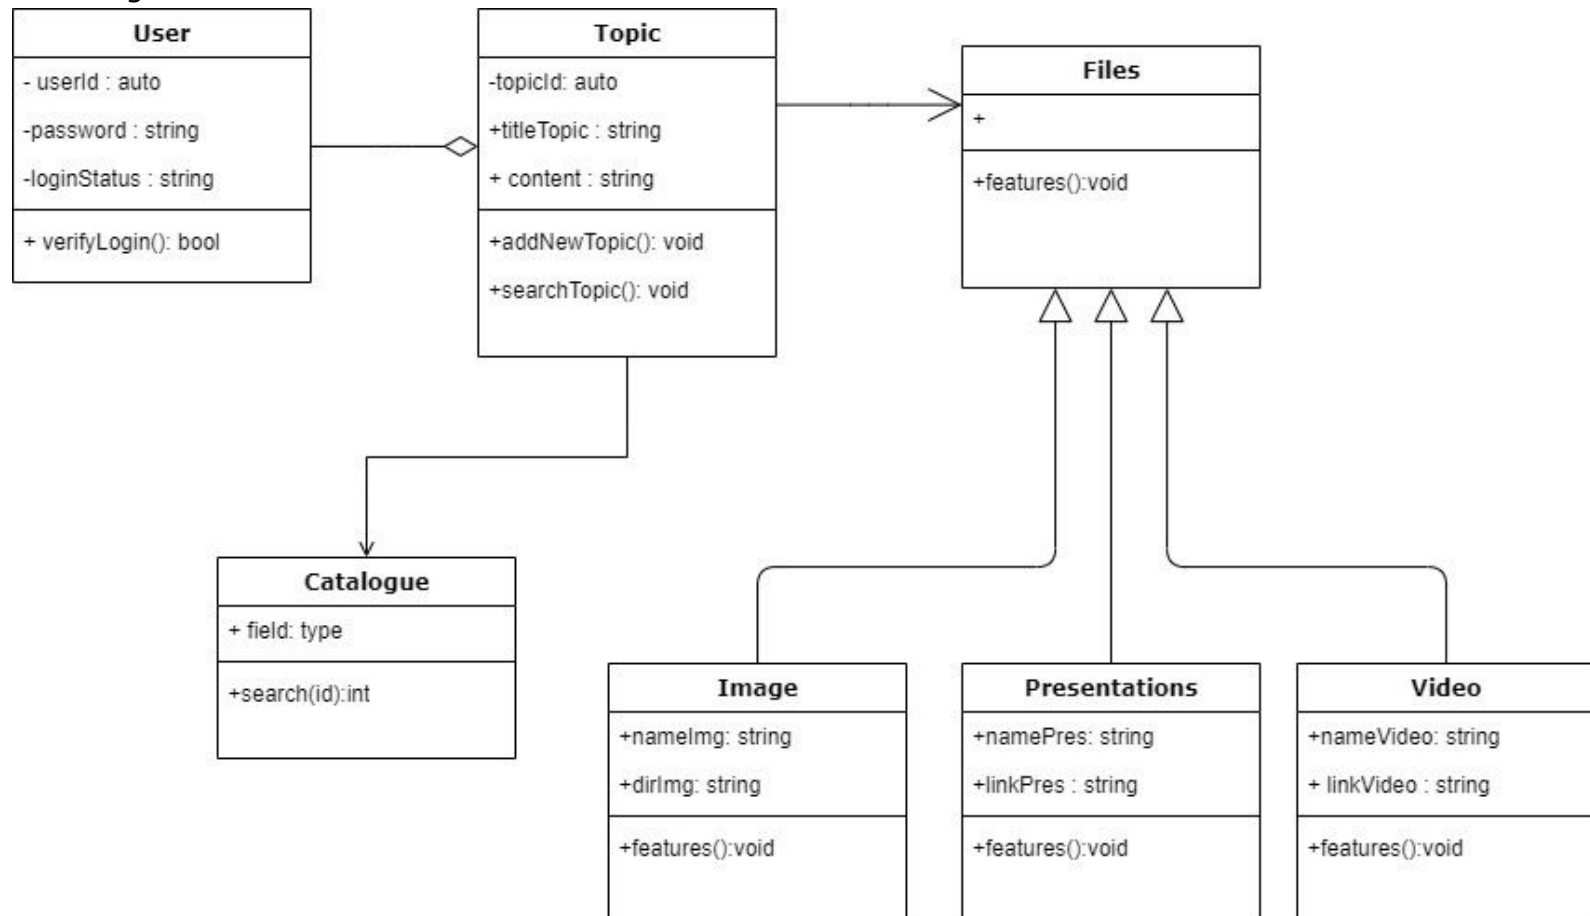 User
- userId : auto
-password : string
-loginStatus : string
+ verifyLogin(): bool
Topic
-topicId: auto
+titleTopic : string
+ content : string
+addNewTopic(): void
+searchTopic(): void
Files
+
+features():void
Catalogue
+ field: type
+search(id):int
Image
+nameImg: string
+dirImg: string
+features():void
Presentations
+namePres: string
+linkPres : string
+features():void
Video
+nameVideo: string
+ linkVideo : string
+features():void